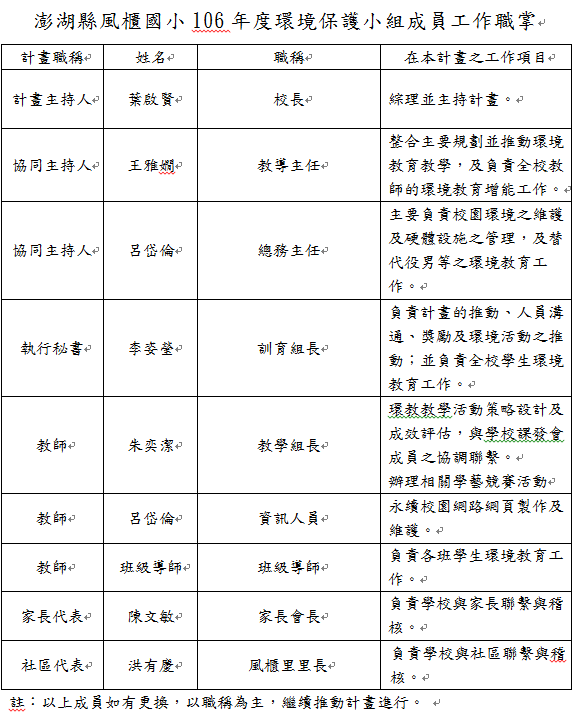 澎湖縣風櫃國小 106 年度環境保護小組成員工作職掌
計畫職稱 姓名 職稱 在本計畫之工作項目
計畫主持人 葉啟賢 校長 綜理並主持計畫。
協同主持人 王雅嫺 教導主任 整合主要規劃並推動環境
教育教學，及負責全校教
師的環境教育增能工作。
協同主持人 呂岱倫 總務主任 主要負責校園環境之維護
及硬體設施之管理，及替
代役男等之環境教育工
作。
執行秘書 李姿瑩 訓育組長 負責計畫的推動、人員溝
通、獎勵及環境活動之推
動；並負責全校學生環境
教育工作。
教師 朱奕潔 教學組長 環教教學活動策略設計及
成效評估，與學校課發會
成員之協調聯繫。
辦理相關學藝競賽活動
教師 呂岱倫 資訊人員 永續校園網路網頁製作及
維護。
教師 班級導師 班級導師 負責各班學生環境教育工
作。
家長代表 陳文敏 家長會長 負責學校與家長聯繫與稽
核。
社區代表 洪有慶 風櫃里里長 負責學校與社區聯繫與稽
核。
註：以上成員如有更換，以職稱為主，繼續推動計畫進行。